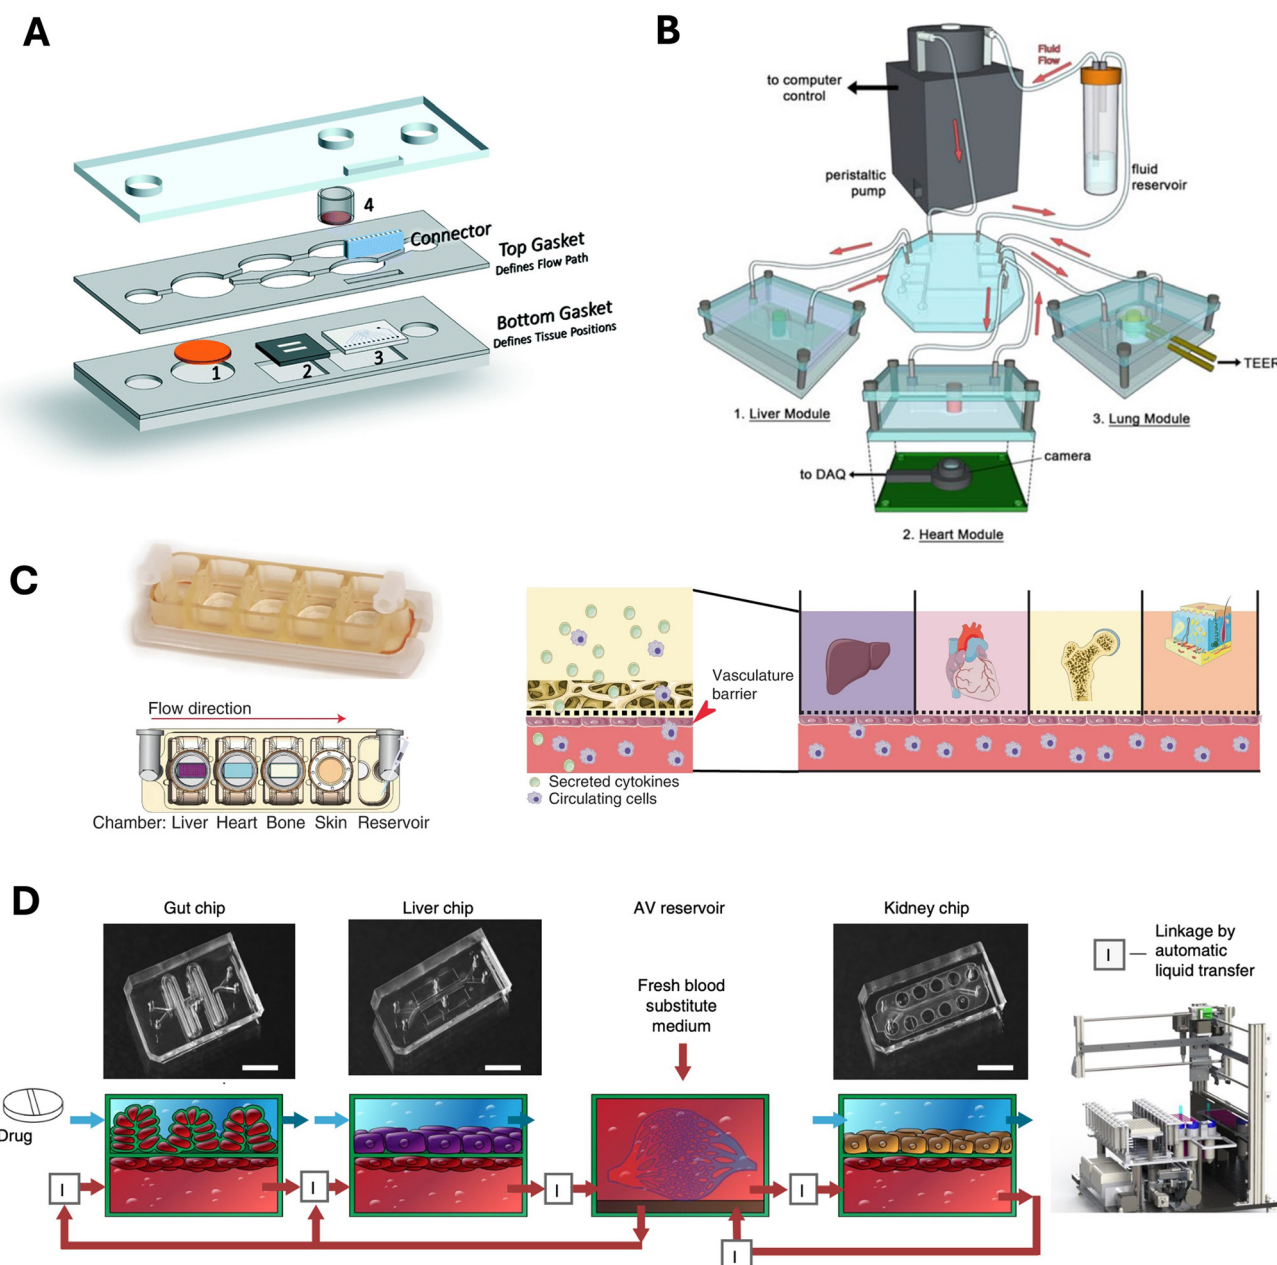 A
4
Connector
Top Gasket
Defines Flow Path
Bottom Gasket
Defines Tissue Positions
1
2
3
B
to computer
control
Fluid
Flow
peristaltic
pump
fluid
reservoir
TEER
1. Liver Module
3. Lung Module
camera
to DAQ
2. Heart Module
C
Flow direction
Chamber: Liver Heart Bone Skin Reservoir
Vasculature
barrier
Secreted cytokines
Circulating cells
D
Gut chip
Liver chip
AV reservoir
Kidney chip
I
Linkage by
automatic
liquid transfer
Fresh blood
substitute
medium
Drug
I
I
I
I
I